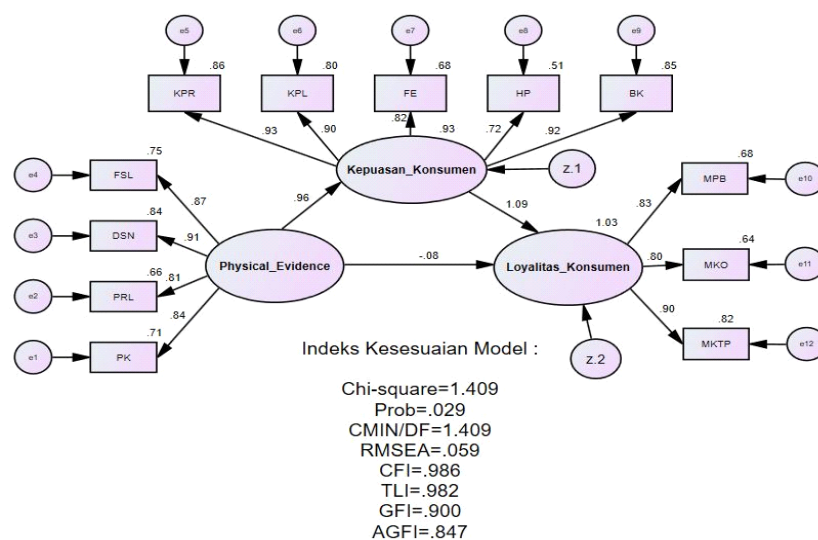 e5
e6
e7
e8
e9
.86
.80
.68
.51
.85
KPR
KPL
FE
HP
BK
.93
.90
.82
.93
.72
.92
Kepuasan_Konsumen
z.1
e4
FSL
.75
.87
e3
DSN
.84
.91
e2
PRL
.66
.81
e1
PK
.71
.84
Physical_Evidence
.96
1.09
-.08
1.03
Loyalitas_Konsumen
z.2
.83
MPB
.68
e10
.80
MKO
.64
e11
.90
MKTP
.82
e12
Indeks Kesesuaian Model :
Chi-square=1.409
Prob=.029
CMIN/DF=1.409
RMSEA=.059
CFI=.986
TLI=.982
GFI=.900
AGFI=.847